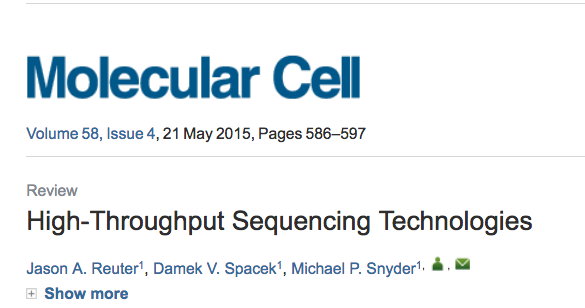 Molecular Cell
Volume 58, Issue 4, 21 May 2015, Pages 586–597
Review
High-Throughput Sequencing Technologies
Jason A. Reuter1, Damek V. Spacek1, Michael P. Snyder1, ,
Show more